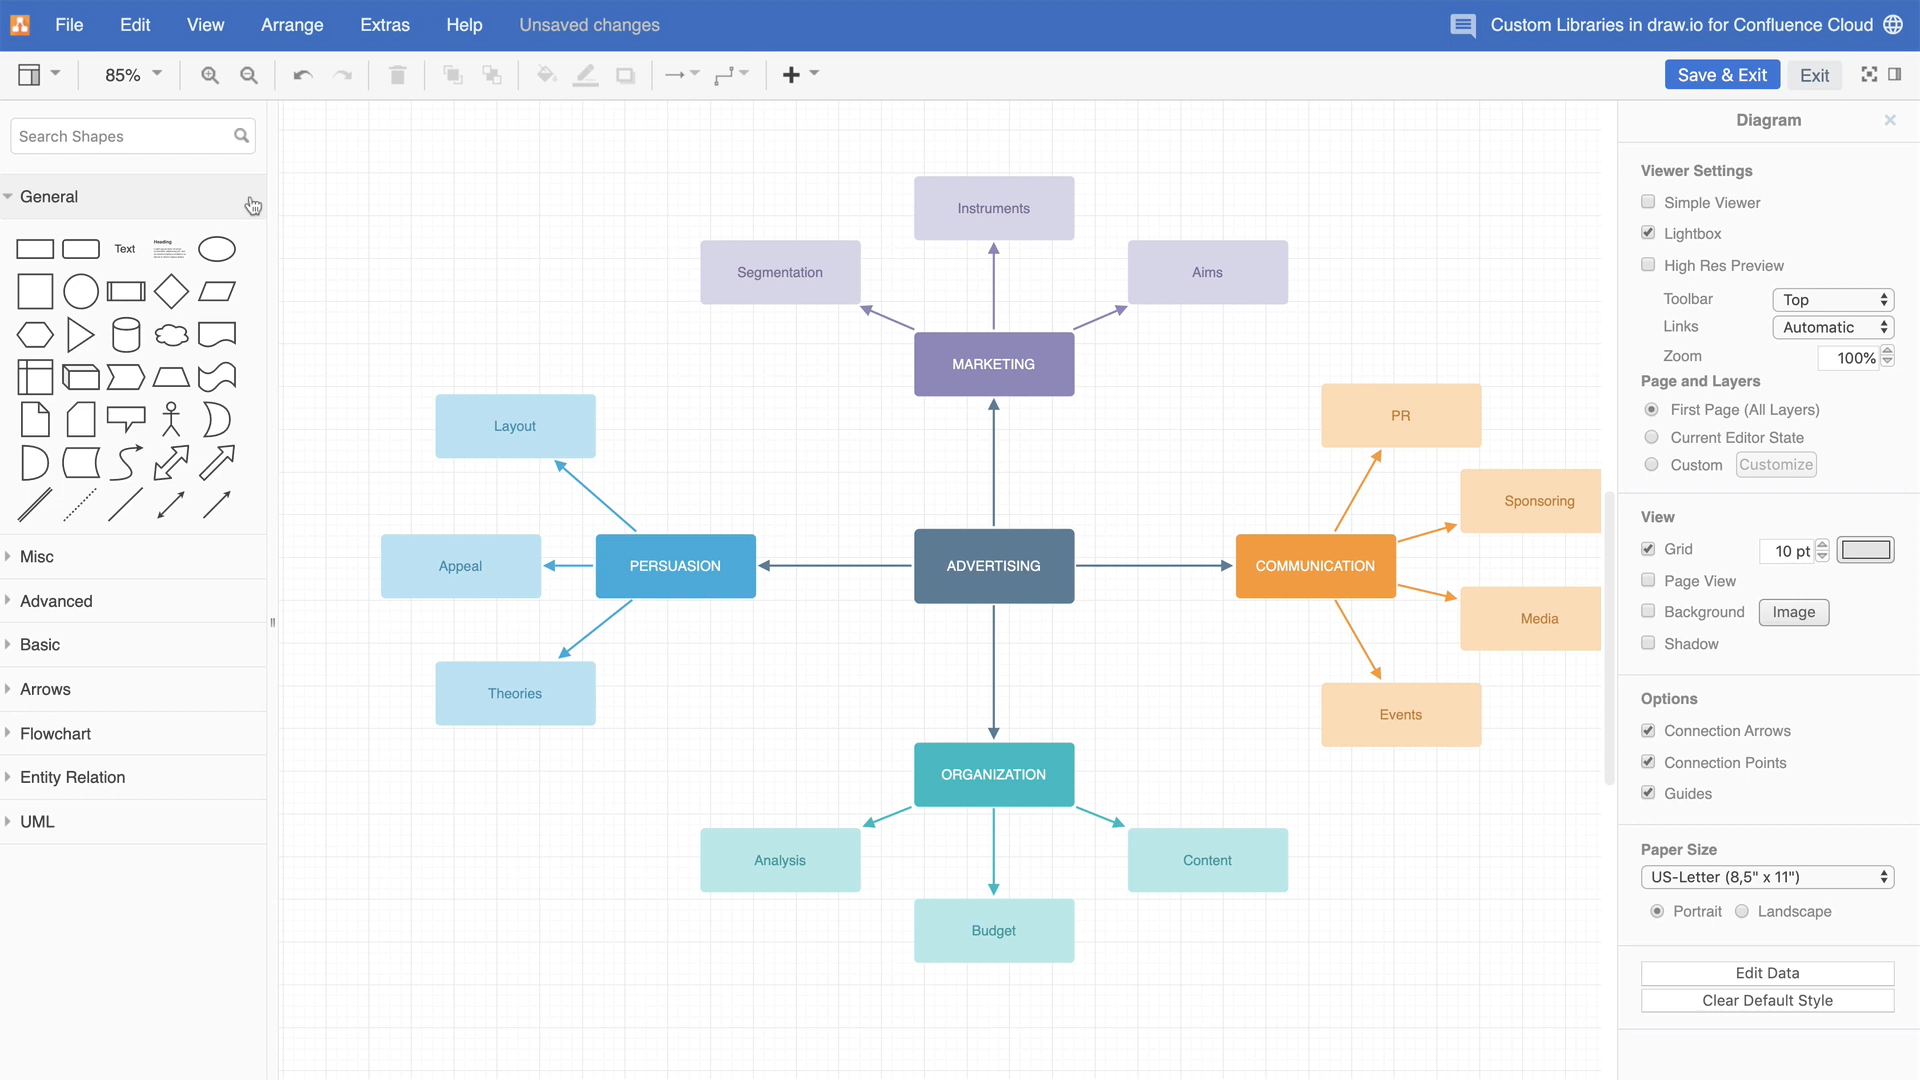 File Edit View Arrange Extras Help Unsaved changes Custom Libraries in draw.io for Confluence Cloud
85% Save & Exit Exit
Search Shapes
General
Text Heading
Misc
Advanced
Basic
Arrows
Flowchart
Entity Relation
UML
Instruments
Segmentation
Aims
MARKETING
Layout
PR
Sponsoring
Appeal
PERSUASION
ADVERTISING
COMMUNICATION
Media
Theories
Events
ORGANIZATION
Analysis
Content
Budget
Diagram
Viewer Settings
Simple Viewer
Lightbox
High Res Preview
Toolbar Top
Links Automatic
Zoom 100%
Page and Layers
First Page (All Layers)
Current Editor State
Custom Customize
View
Grid 10 pt
Page View
Background Image
Shadow
Options
Connection Arrows
Connection Points
Guides
Paper Size
US-Letter (8,5" x 11")
Portrait Landscape
Edit Data
Clear Default Style